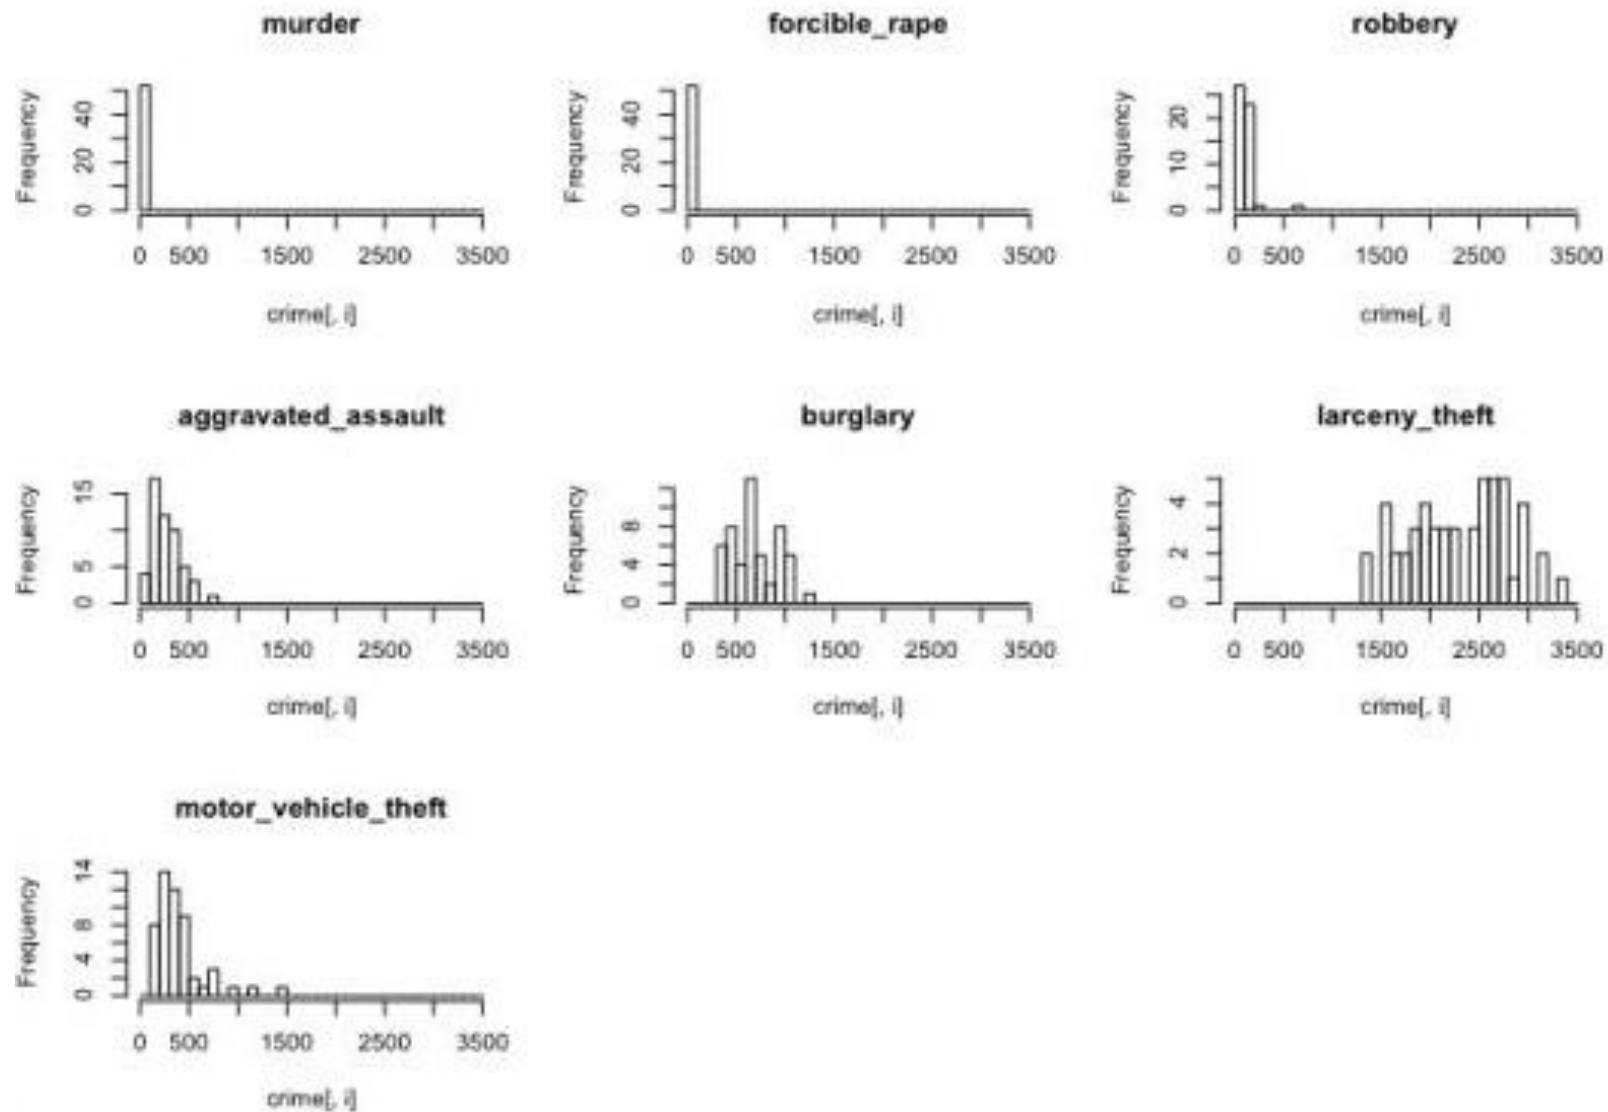 murder
Frequency
0 20 40
0 500 1500 2500 3500
crime[, i]
forcible_rape
Frequency
0 20 40
0 500 1500 2500 3500
crime[, i]
robbery
Frequency
0 10 20
0 500 1500 2500 3500
crime[, i]
aggravated_assault
Frequency
0 5 15
0 500 1500 2500 3500
crime[, i]
burglary
Frequency
0 4 8
0 500 1500 2500 3500
crime[, i]
larceny_theft
Frequency
0 2 4
0 500 1500 2500 3500
crime[, i]
motor_vehicle_theft
Frequency
0 4 8 14
0 500 1500 2500 3500
crime[, i]